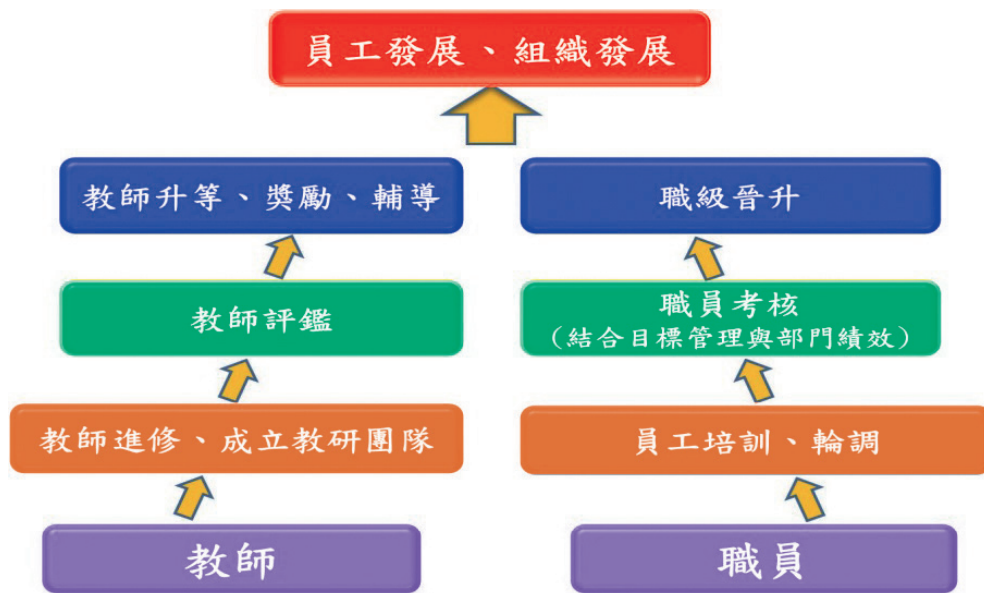 員工發展、組織發展
教師升等、獎勵、輔導
職級晉升
教師評鑑
職員考核
（結合目標管理與部門績效）
教師進修、成立教研團隊
員工培訓、輪調
教師
職員